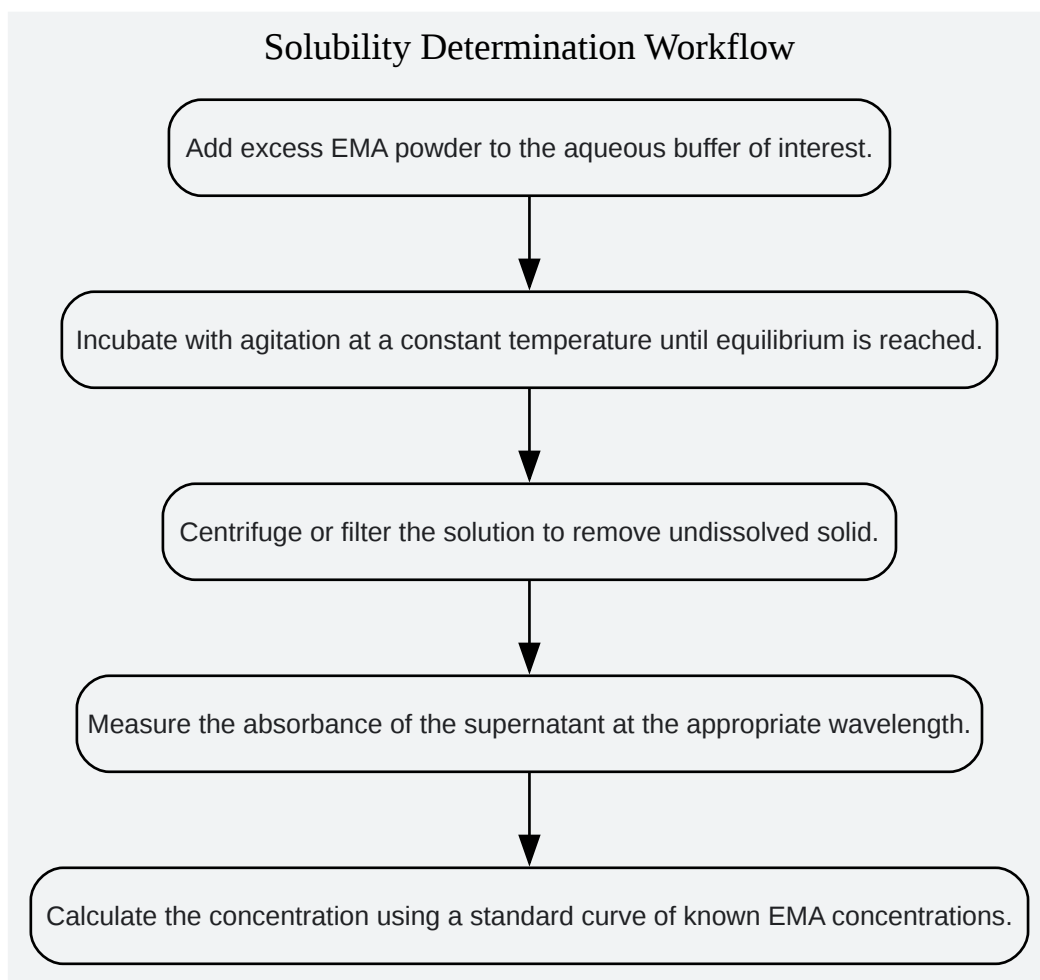 Solubility Determination Workflow
Add excess EMA powder to the aqueous buffer of interest.
Incubate with agitation at a constant temperature until equilibrium is reached.
Centrifuge or filter the solution to remove undissolved solid.
Measure the absorbance of the supernatant at the appropriate wavelength.
Calculate the concentration using a standard curve of known EMA concentrations.